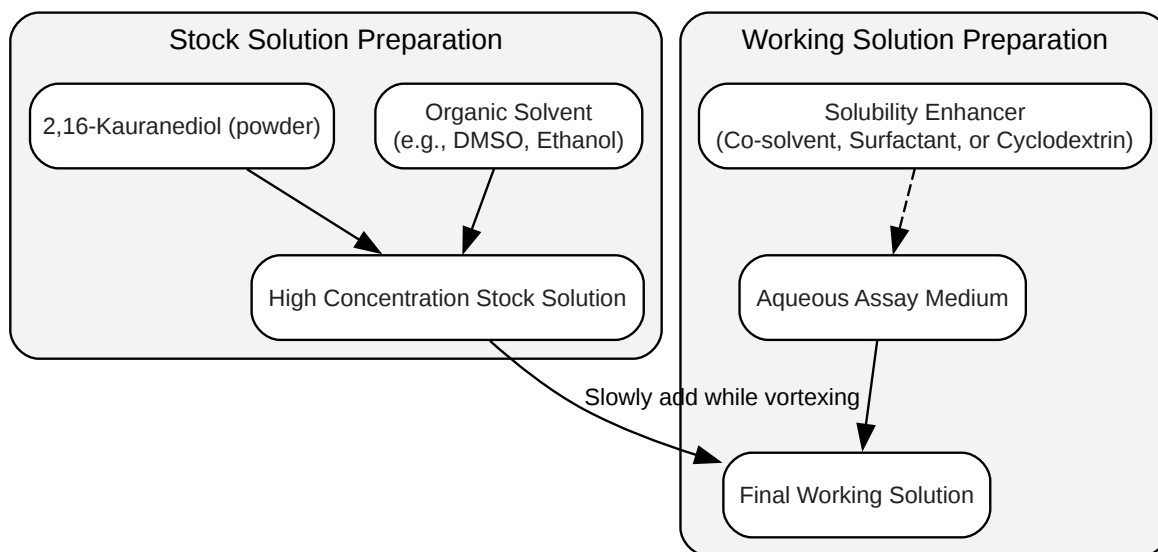 Stock Solution Preparation
2,16-Kauranediol (powder)
Organic Solvent
(e.g., DMSO, Ethanol)
High Concentration Stock Solution
Slowly add while vortexing
Working Solution Preparation
Solubility Enhancer
(Co-solvent, Surfactant, or Cyclodextrin)
Aqueous Assay Medium
Final Working Solution